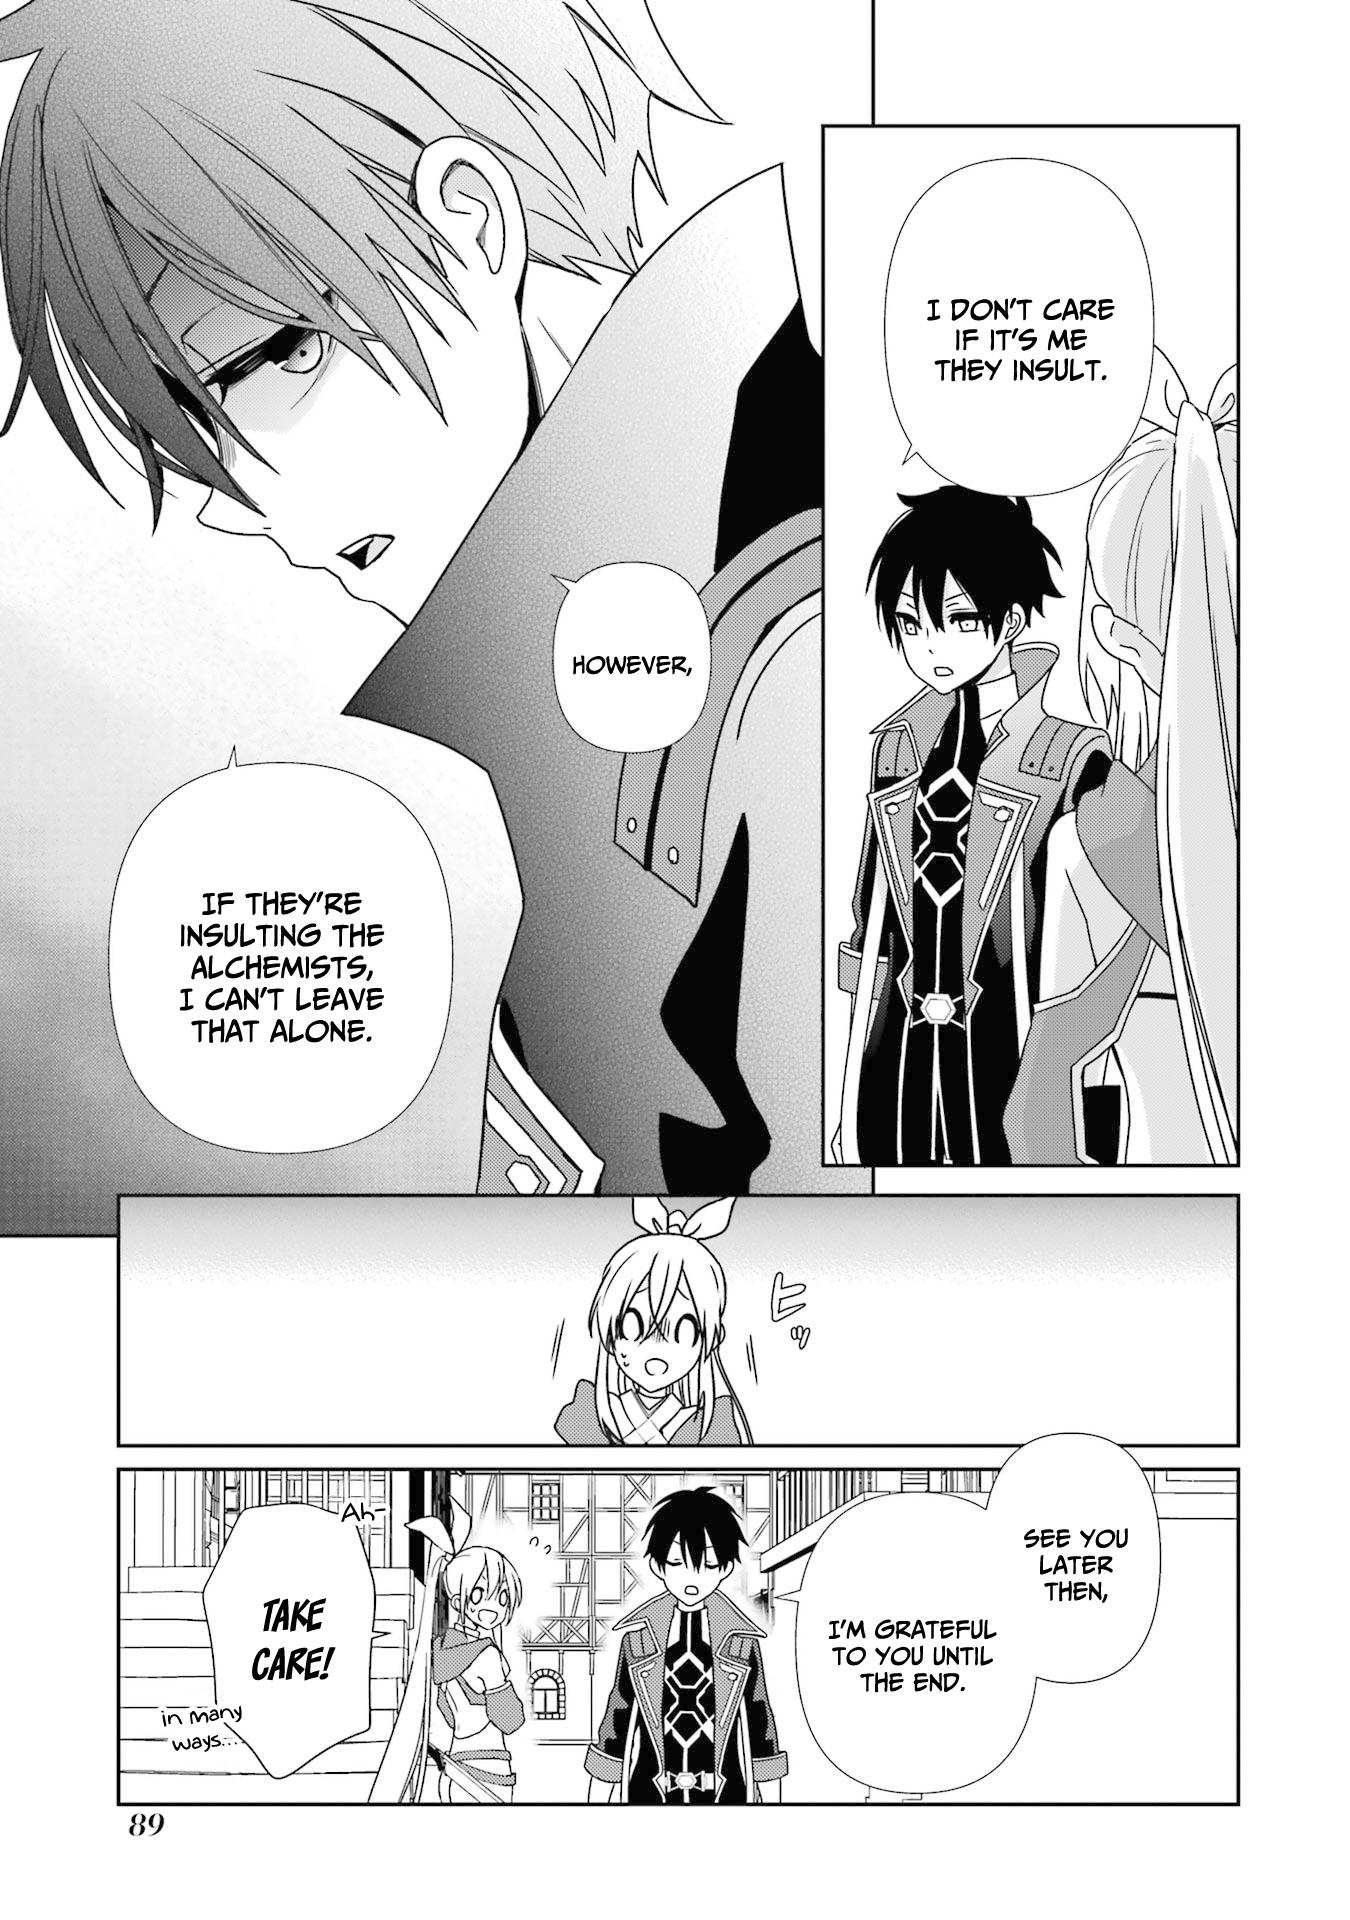 I DON'T CARE
IF IT'S ME
THEY INSULT.
HOWEVER,
IF THEY'RE
INSULTING THE
ALCHEMISTS,
I CAN'T LEAVE
THAT ALONE.
ヒッ
SEE YOU
LATER
THEN,
I'M GRATEFUL
TO YOU UNTIL
THE END.
Ah-
TAKE
CARE!
in many
ways....
89